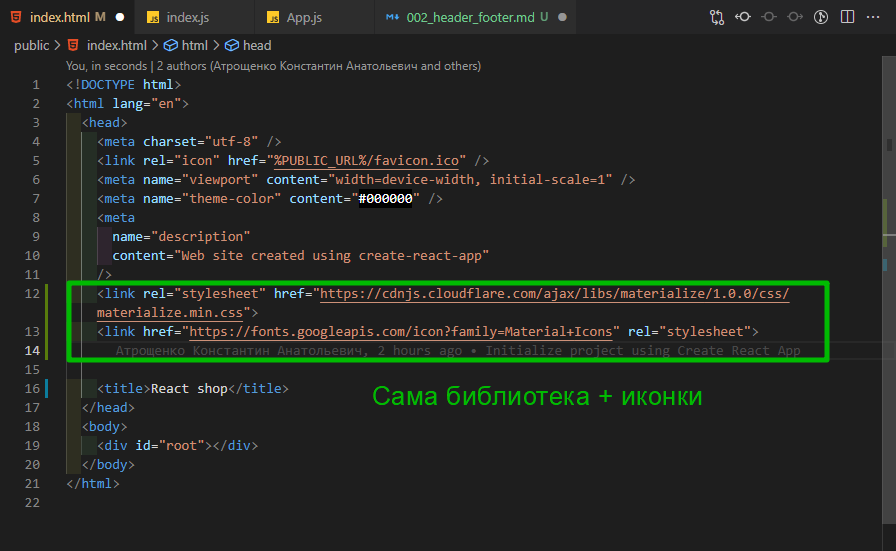 index.html M
index.js
App.js
002_header_footer.md U
public > index.html > html > head
You, in seconds | 2 authors (Атрощенко Константин Анатольевич and others)
1 <!DOCTYPE html>
2 <html lang="en">
3 <head>
4 <meta charset="utf-8" />
5 <link rel="icon" href="%PUBLIC_URL%/favicon.ico" />
6 <meta name="viewport" content="width=device-width, initial-scale=1" />
7 <meta name="theme-color" content="#000000" />
8 <meta
9 name="description"
10 content="Web site created using create-react-app"
11 />
12 <link rel="stylesheet" href="https://cdnjs.cloudflare.com/ajax/libs/materialize/1.0.0/css/
materialize.min.css">
13 <link href="https://fonts.googleapis.com/icon?family=Material+Icons" rel="stylesheet">
14 Атрощенко Константин Анатольевич, 2 hours ago • Initialize project using Create React App
15
16 <title>React shop</title>
Сама библиотека + иконки
17 </head>
18 <body>
19 <div id="root"></div>
20 </body>
21 </html>
22